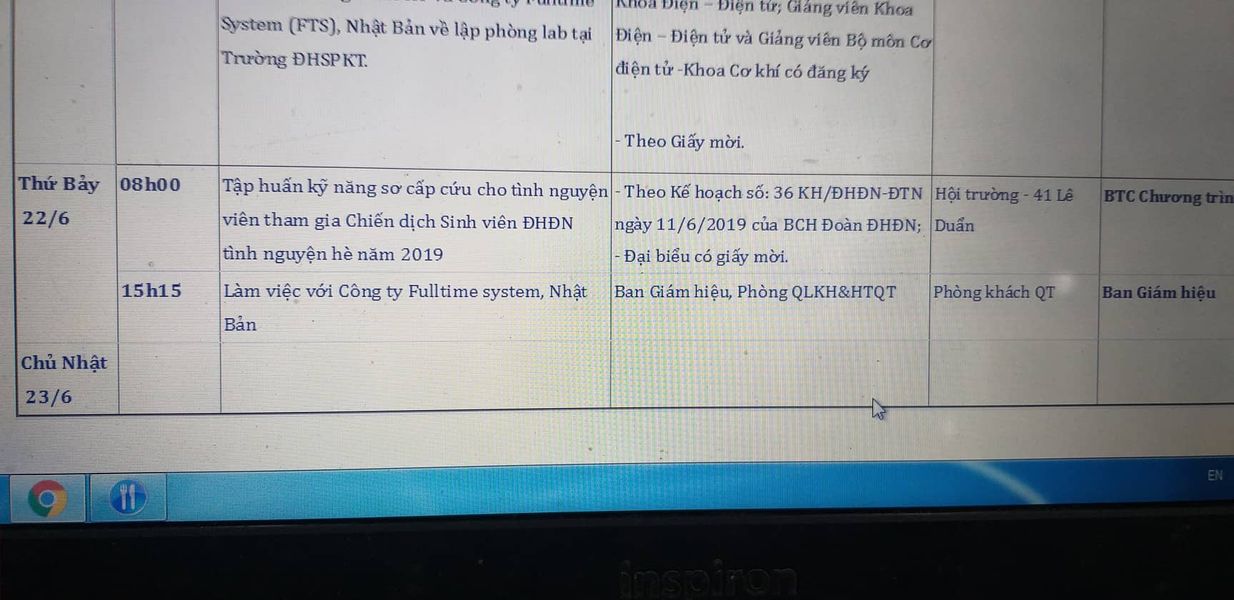 System (FTS), Nhật Bản về lập phòng lab tại
Trường ĐHSPKT.
Khoa Điện – Điện tử; Giảng viên Khoa
Điện – Điện tử và Giảng viên Bộ môn Cơ
điện tử -Khoa Cơ khí có đăng ký
- Theo Giấy mời.
Thứ Bảy
22/6
08h00
Tập huấn kỹ năng sơ cấp cứu cho tình nguyện
viên tham gia Chiến dịch Sinh viên ĐHĐN
tình nguyện hè năm 2019
- Theo Kế hoạch số: 36 KH/ĐHĐN-ĐTN
ngày 11/6/2019 của BCH Đoàn ĐHĐN;
- Đại biểu có giấy mời.
Hội trường - 41 Lê
Duẩn
BTC Chương trìn
15h15
Làm việc với Công ty Fulltime system, Nhật
Bản
Ban Giám hiệu, Phòng QLKH&HTQT
Phòng khách QT
Ban Giám hiệu
Chủ Nhật
23/6
EN
inspiron